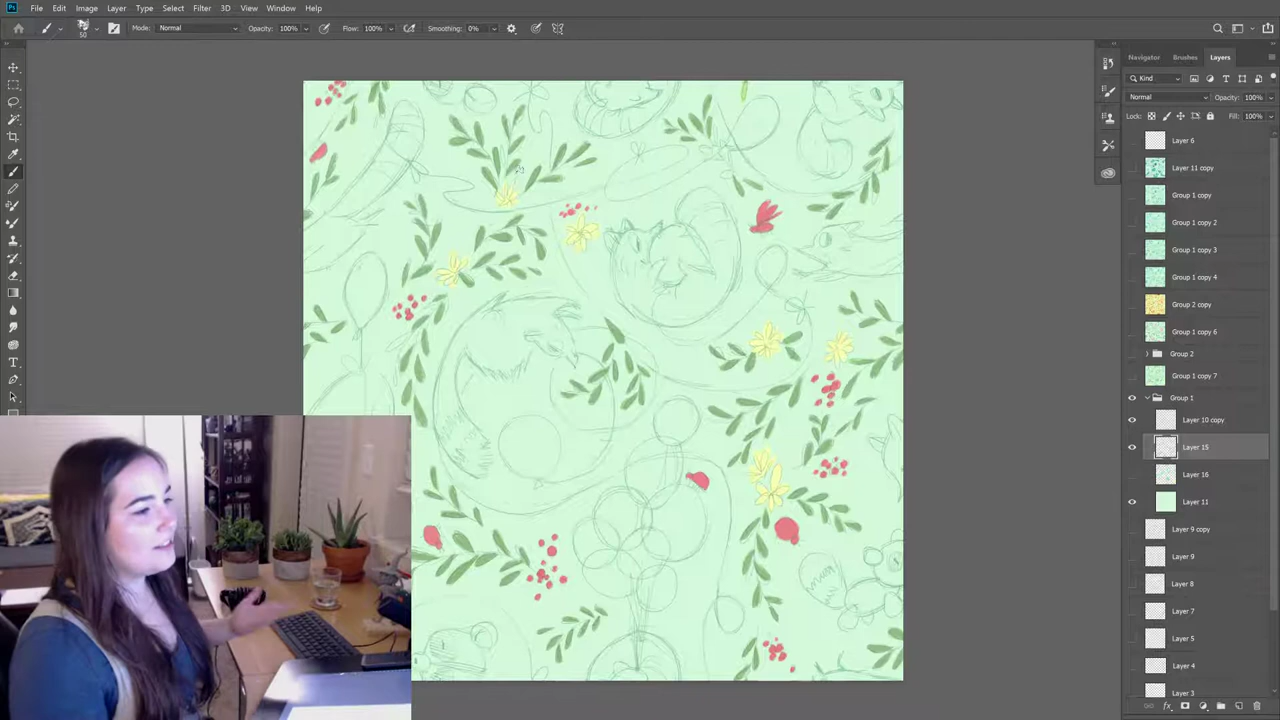 Ps File Edit Image Layer Type Select Filter 3D View Window Help
50 Mode: Normal Opacity: 100% Flow: 100% Smoothing: 0%
Navigator Brushes Layers
Kind
Normal Opacity: 100%
Lock: Fill: 100%
Layer 6
Layer 11 copy
Group 1 copy
Group 1 copy 2
Group 1 copy 3
Group 1 copy 4
Group 2 copy
Group 1 copy 6
Group 2
Group 1 copy 7
Group 1
Layer 10 copy
Layer 15
Layer 16
Layer 11
Layer 9 copy
Layer 9
Layer 8
Layer 7
Layer 5
Layer 4
Layer 3
fx